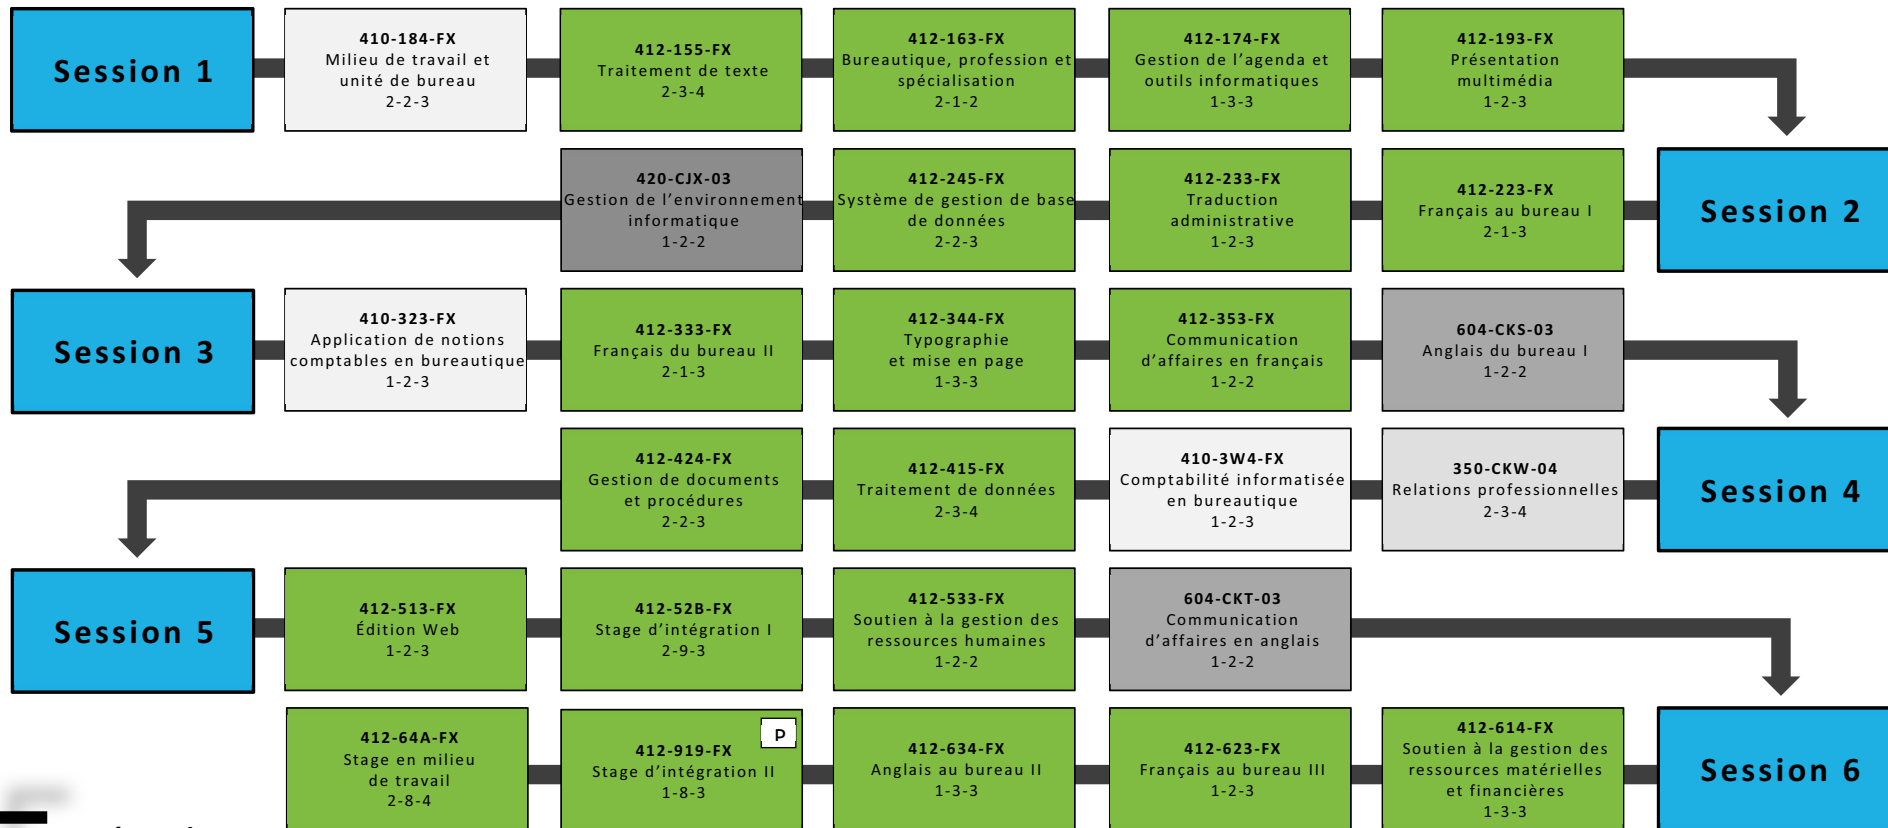 Session 1
410-184-FX
Milieu de travail et
unité de bureau
2-2-3
412-155-FX
Traitement de texte
2-3-4
412-163-FX
Bureautique, profession et
spécialisation
2-1-2
412-174-FX
Gestion de l'agenda et
outils informatiques
1-3-3
412-193-FX
Présentation
multimédia
1-2-3
420-CJX-03
Gestion de l'environnement
informatique
1-2-2
412-245-FX
Système de gestion de base
de données
2-2-3
412-233-FX
Traduction
administrative
1-2-3
412-223-FX
Français au bureau I
2-1-3
Session 2
Session 3
410-323-FX
Application de notions
comptables en bureautique
1-2-3
412-333-FX
Français du bureau II
2-1-3
412-344-FX
Typographie
et mise en page
1-3-3
412-353-FX
Communication
d'affaires en français
1-2-2
604-CKS-03
Anglais du bureau I
1-2-2
412-424-FX
Gestion de documents
et procédures
2-2-3
412-415-FX
Traitement de données
2-3-4
410-3W4-FX
Comptabilité informatisée
en bureautique
1-2-3
350-CKW-04
Relations professionnelles
2-3-4
Session 4
Session 5
412-513-FX
Édition Web
1-2-3
412-52B-FX
Stage d'intégration I
2-9-3
412-533-FX
Soutien à la gestion des
ressources humaines
1-2-2
604-CKT-03
Communication
d'affaires en anglais
1-2-2
412-64A-FX
Stage en milieu
de travail
2-8-4
P
412-919-FX
Stage d'intégration II
1-8-3
412-634-FX
Anglais au bureau II
1-3-3
412-623-FX
Français au bureau III
1-2-3
412-614-FX
Soutien à la gestion des
ressources matérielles
et financières
1-3-3
Session 6